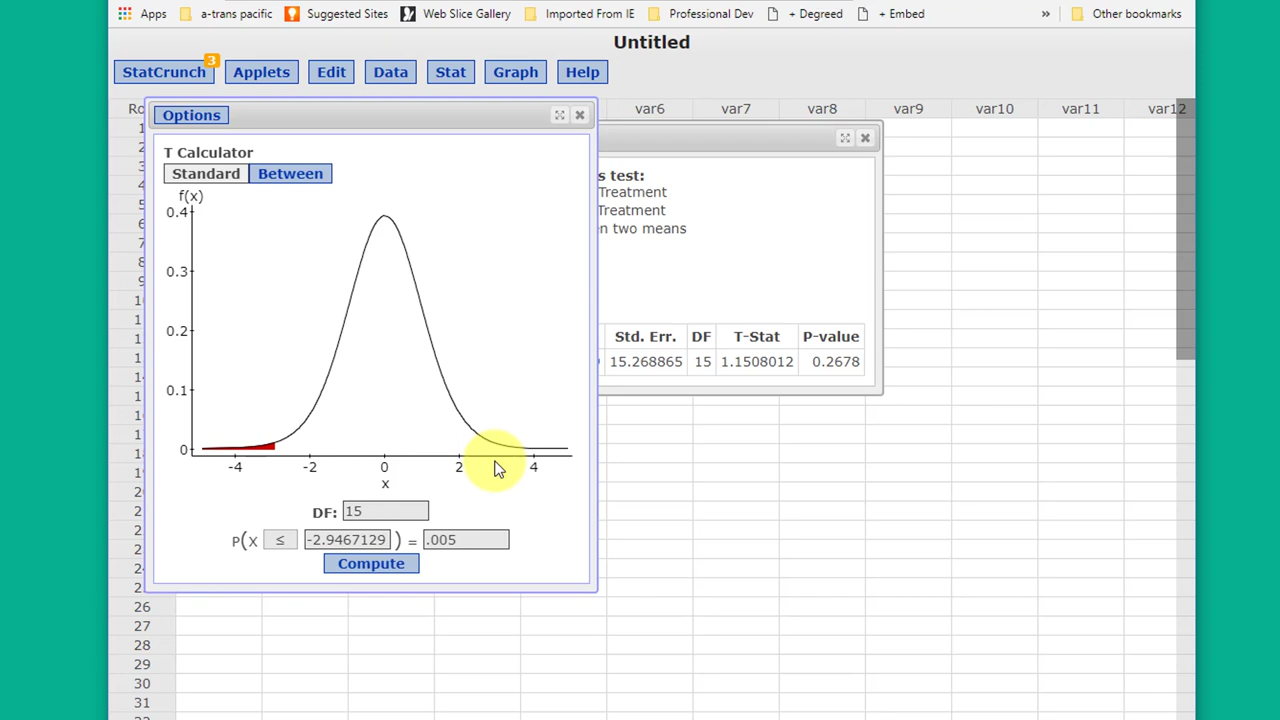 Apps a-trans pacific Suggested Sites Web Slice Gallery Imported From IE Professional Dev + Degreed + Embed » Other bookmarks
Untitled
StatCrunch 3 Applets Edit Data Stat Graph Help
var6 var7 var8 var9 var10 var11 var12
Options
T Calculator
Standard Between
f(x)
0.4
0.3
0.2
0.1
0
-4 -2 0 2 4
x
DF: 15
P(X ≤ -2.9467129 ) = .005
Compute
s test:
Treatment
Treatment
n two means
Std. Err. DF T-Stat P-value
15.268865 15 1.1508012 0.2678
26
27
28
29
30
31